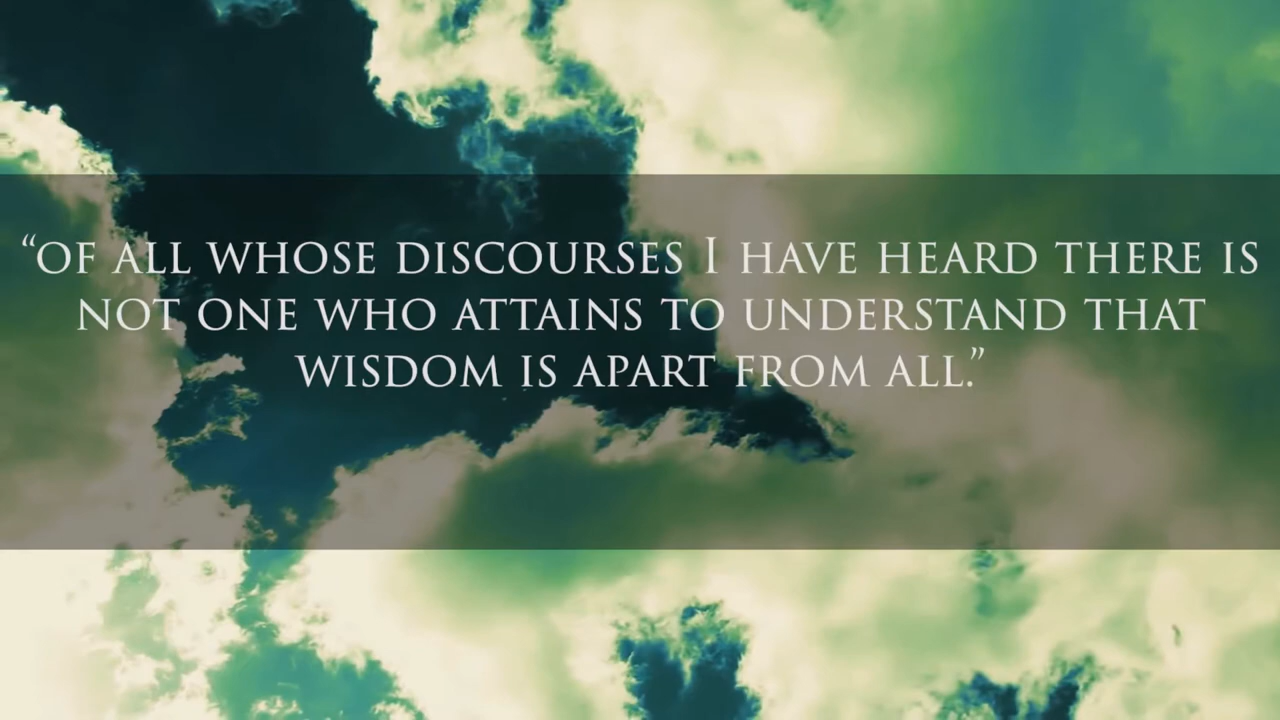 “OF ALL WHOSE DISCOURSES I HAVE HEARD THERE IS
NOT ONE WHO ATTAINS TO UNDERSTAND THAT
WISDOM IS APART FROM ALL.”